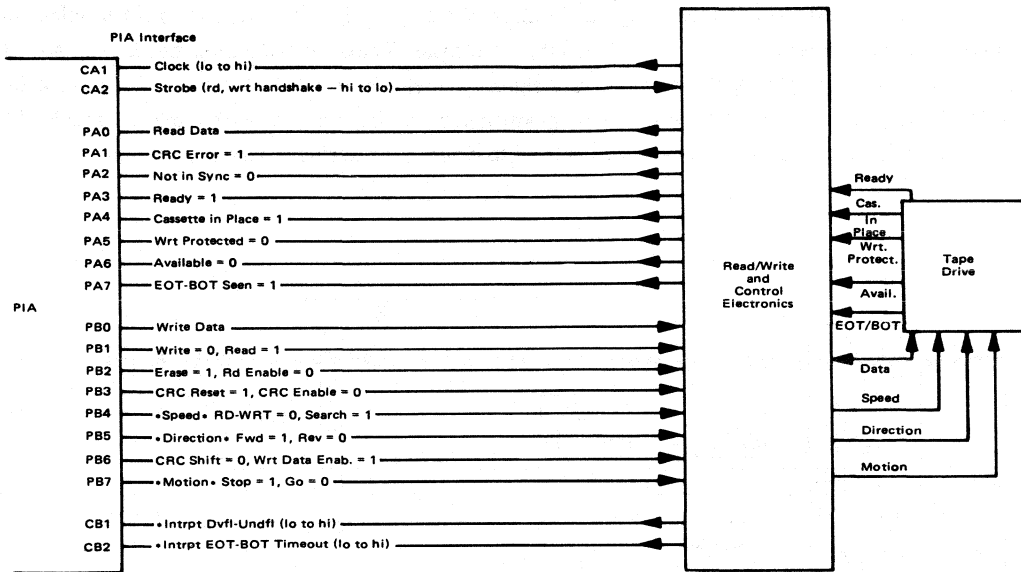 PIA Interface
CA1 Clock (lo to hi)
CA2 Strobe (rd, wrt handshake — hi to lo)
PA0 Read Data
PA1 CRC Error = 1
PA2 Not in Sync = 0
PA3 Ready = 1
PA4 Cassette in Place = 1
PA5 Wrt Protected = 0
PA6 Available = 0
PA7 EOT-BOT Seen = 1
PIA
PB0 Write Data
PB1 Write = 0, Read = 1
PB2 Erase = 1, Rd Enable = 0
PB3 CRC Reset = 1, CRC Enable = 0
PB4 •Speed• RD-WRT = 0, Search = 1
PB5 •Direction• Fwd = 1, Rev = 0
PB6 CRC Shift = 0, Wrt Data Enab. = 1
PB7 •Motion• Stop = 1, Go = 0
CB1 •Intrpt Dvfl-Undfl (lo to hi)
CB2 •Intrpt EOT-BOT Timeout (lo to hi)
Read/Write
and
Control
Electronics
Ready
Cas.
In
Place
Wrt.
Protect.
Avail.
EOT/BOT
Data
Speed
Direction
Motion
Tape
Drive